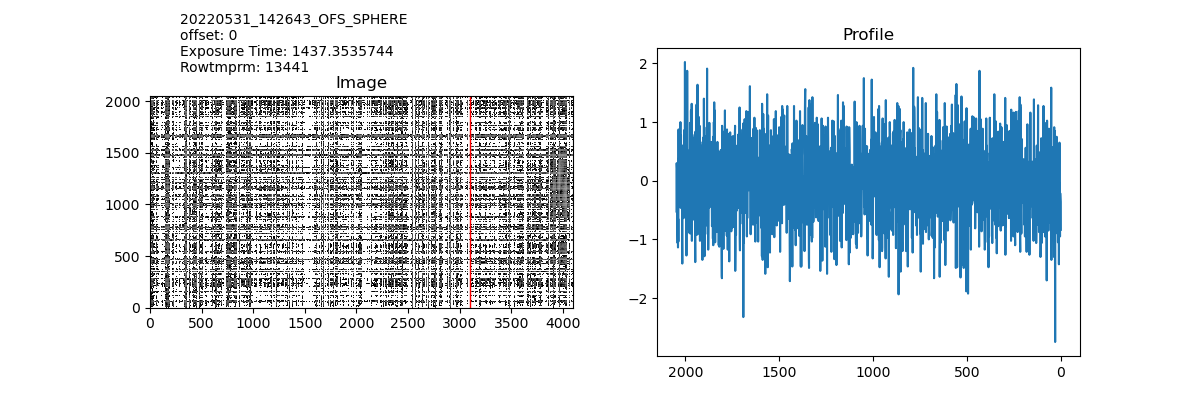 20220531_142643_OFS_SPHERE
offset: 0
Exposure Time: 1437.3535744
Rowtmprm: 13441
Image
2000
1500
1000
500
0
0 500 1000 1500 2000 2500 3000 3500 4000
Profile
2
1
0
−1
−2
2000 1500 1000 500 0